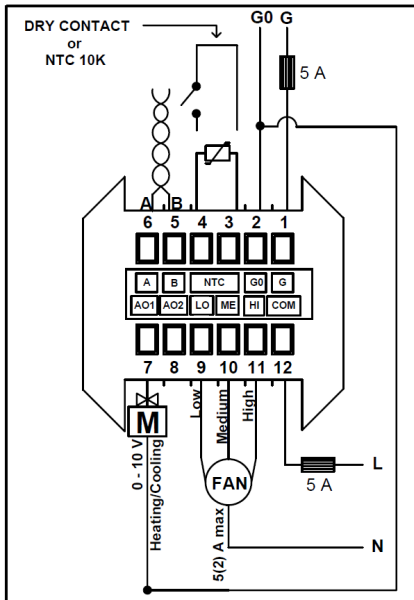 DRY CONTACT
or
NTC 10K
G0 G
5 A
A B
6 5 4 3 2 1
A B NTC G0 G
AO1 AO2 LO ME HI COM
7 8 9 10 11 12
Low
Medium
High
M
0 - 10 V
Heating/Cooling
FAN
5(2) A max
L
5 A
N